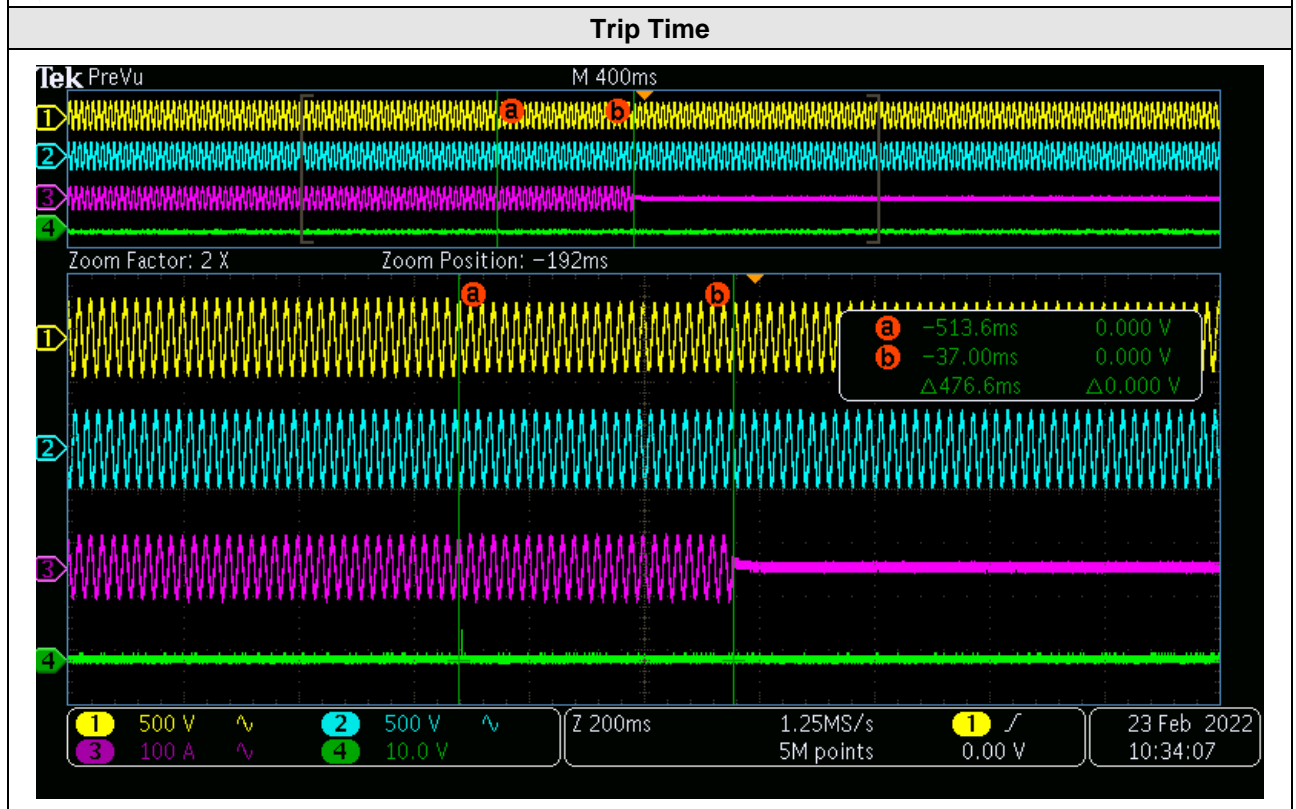 Trip Time
Tek PreVu M 400ms
1 a b
2
3
4
Zoom Factor: 2 X Zoom Position: -192ms
a b
1 a -513.6ms 0.000 V
b -37.00ms 0.000 V
△476.6ms △0.000 V
2
3
4
1 500 V 2 500 V Z 200ms 1.25MS/s 1 23 Feb 2022
3 100 A 4 10.0 V 5M points 0.00 V 10:34:07